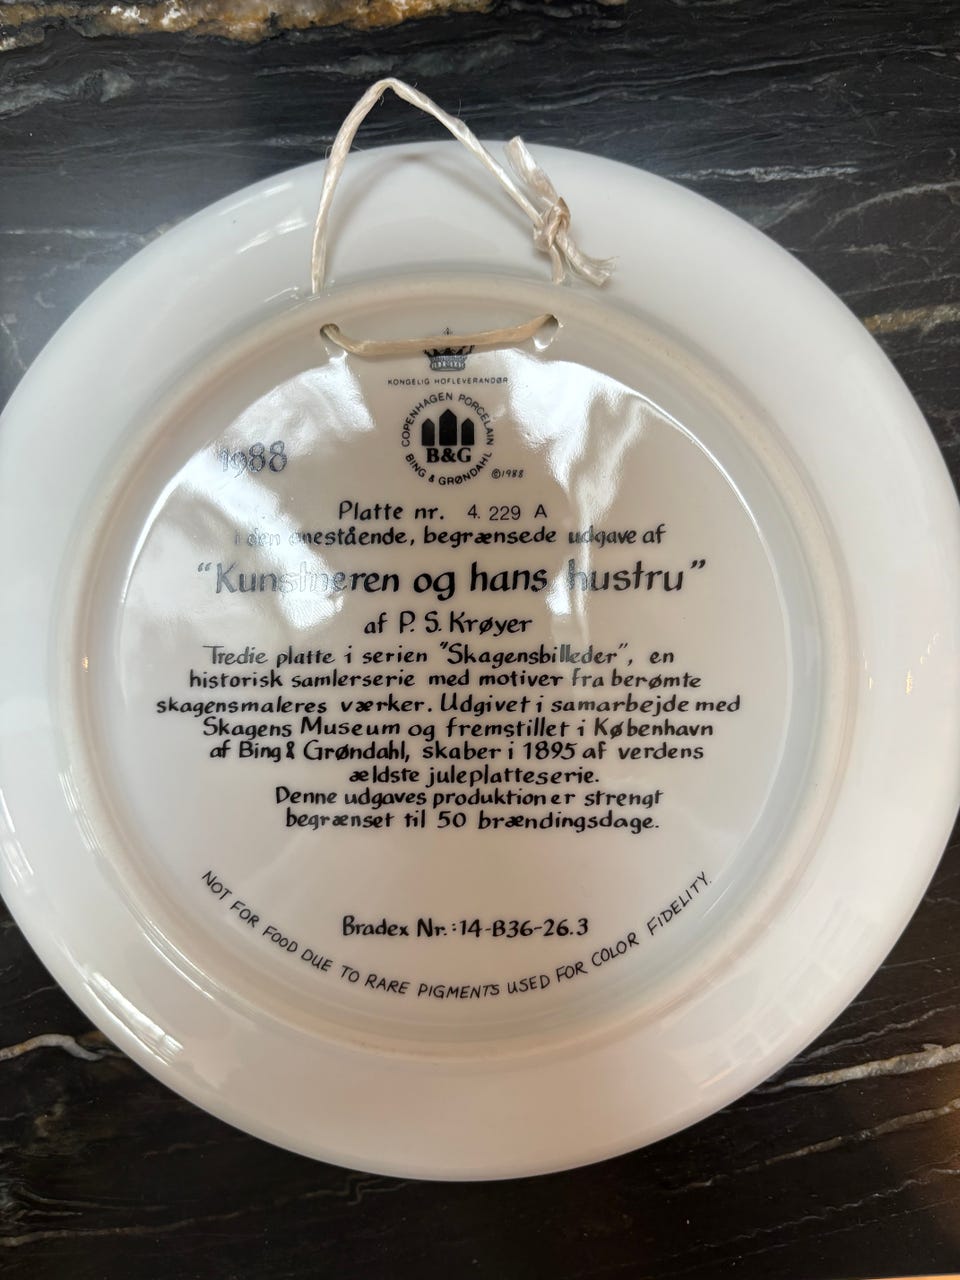 KONGELIG HOFLEVERANDØR
COPENHAGEN PORCELAIN
B&G
BING & GRØNDAHL
©1988
1988
Platte nr. 4. 229 A
i den enestående, begrænsede udgave af
"Kunstneren og hans hustru"
af P. S. Krøyer
Tredie platte i serien "Skagensbilleder", en
historisk samlerserie med motiver fra berømte
skagensmaleres værker. Udgivet i samarbejde med
Skagens Museum og fremstillet i København
af Bing & Grøndahl, skaber i 1895 af verdens
ældste juleplatteserie.
Denne udgaves produktion er strengt
begrænset til 50 brændingsdage.
Bradex Nr.:14-B36-26.3
NOT FOR FOOD DUE TO RARE PIGMENTS USED FOR COLOR FIDELITY.